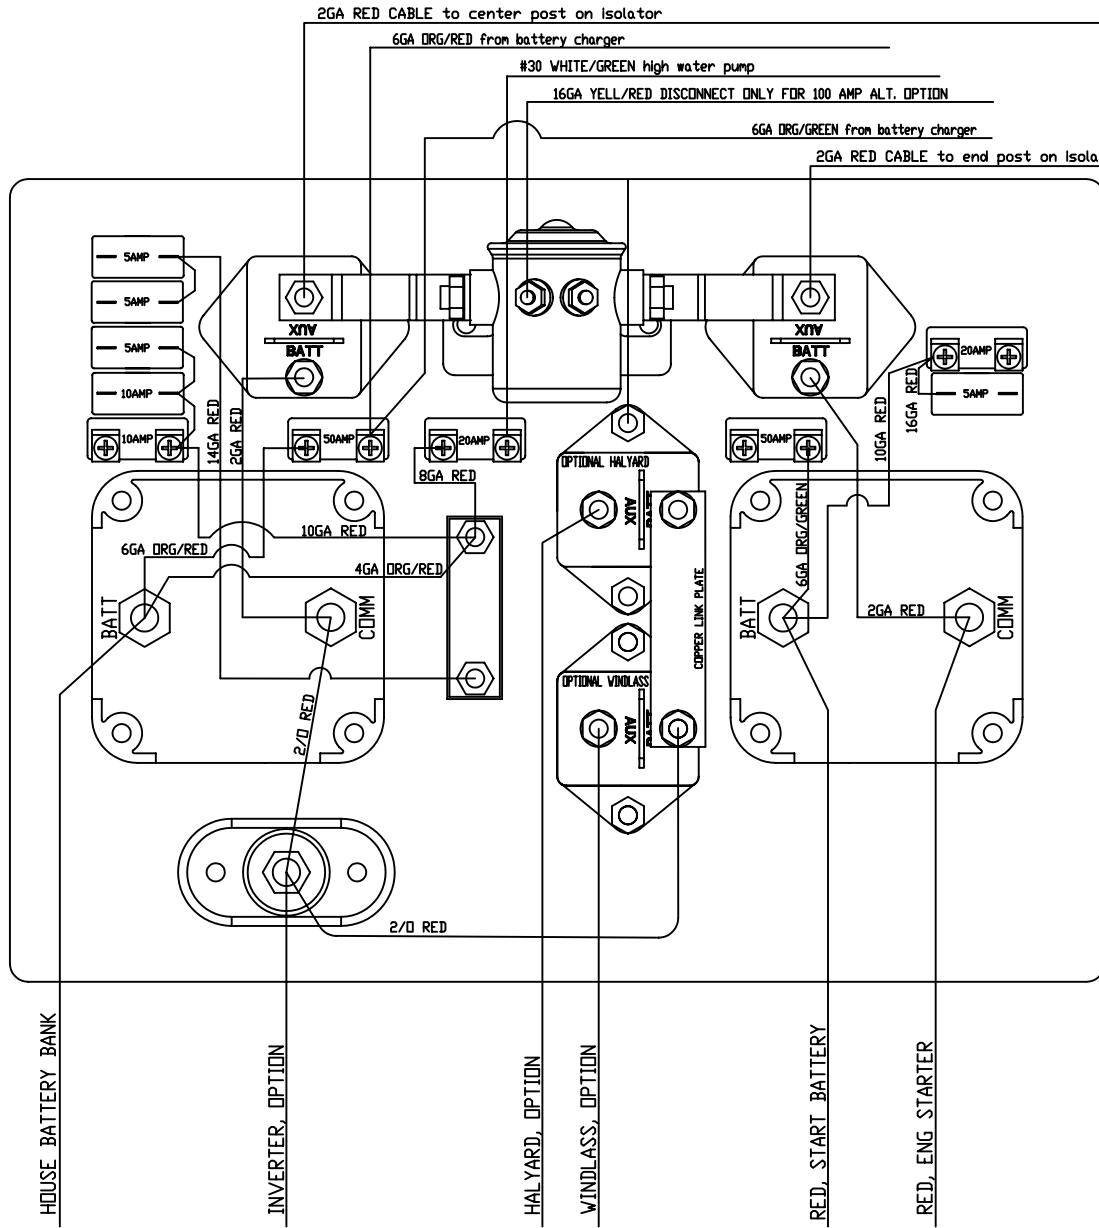 2GA RED CABLE to center post on isolator
6GA ORG/RED from battery charger
#30 WHITE/GREEN high water pump
16GA YELL/RED DISCONNECT ONLY FOR 100 AMP ALT. OPTION
6GA ORG/GREEN from battery charger
2GA RED CABLE to end post on Isola
5AMP
5AMP
5AMP
10AMP
10AMP
14GA RED
2GA RED
AUX
BATT
50AMP
20AMP
8GA RED
AUX
BATT
20AMP
5AMP
16GA RED
10GA RED
50AMP
6GA ORG/GREEN
OPTIONAL HALYARD
AUX
BATT
10GA RED
6GA ORG/RED
4GA ORG/RED
BATT
COMM
COPPER LINK PLATE
BATT
2GA RED
COMM
OPTIONAL WINDLASS
AUX
BATT
2/0 RED
2/0 RED
HOUSE BATTERY BANK
INVERTER, OPTION
HALYARD, OPTION
WINDLASS, OPTION
RED, START BATTERY
RED, ENG STARTER